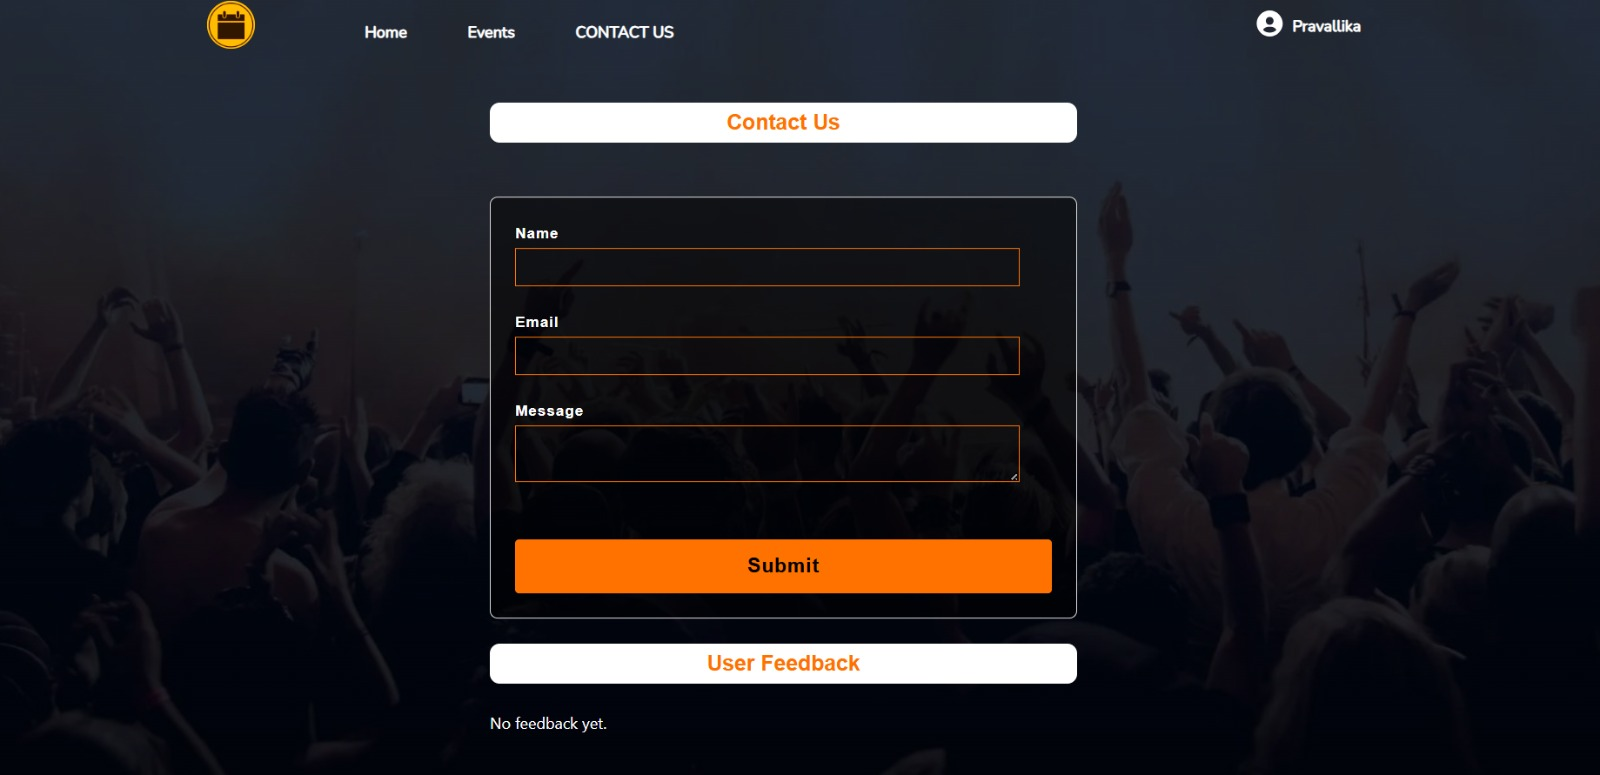 Home Events CONTACT US Pravallika
Contact Us
Name
Email
Message
Submit
User Feedback
No feedback yet.